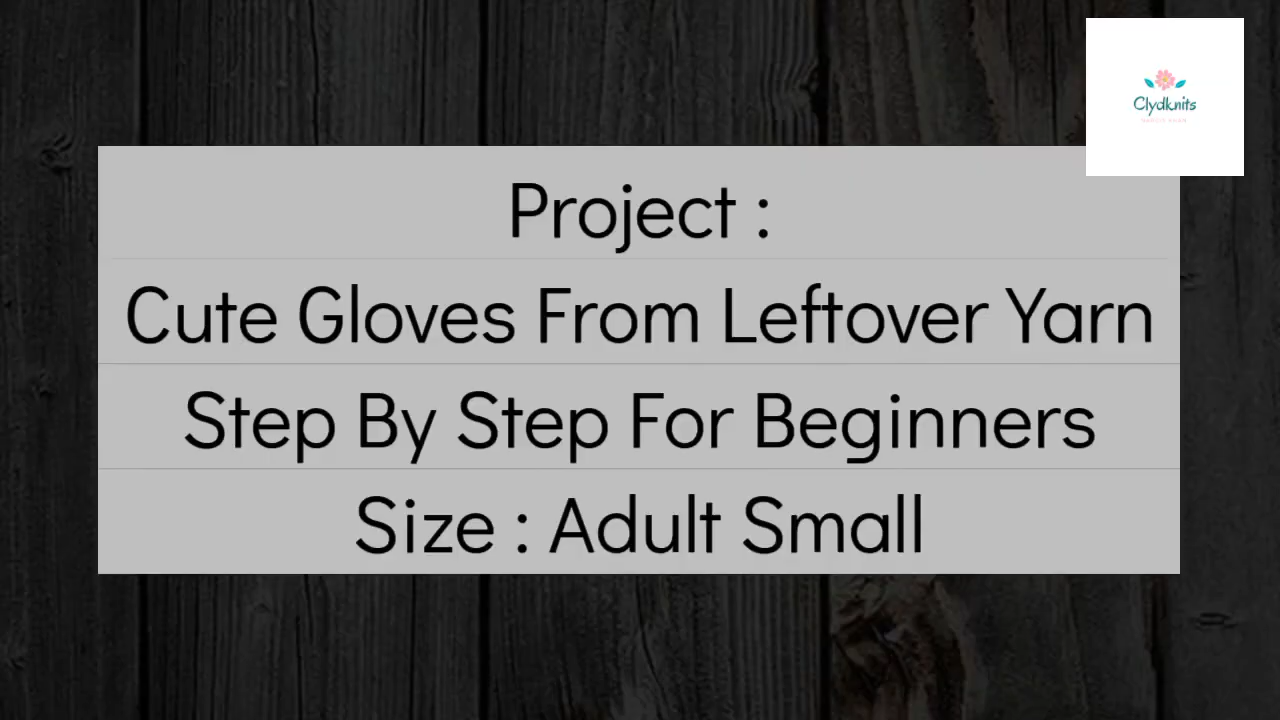 Clydknits
Project :
Cute Gloves From Leftover Yarn
Step By Step For Beginners
Size : Adult Small